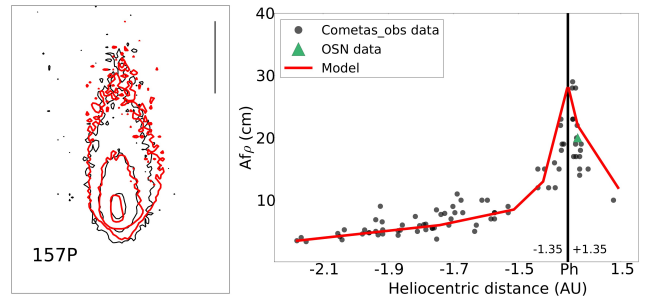 157P
Afρ (cm)
40
30
20
10
Cometas_obs data
OSN data
Model
-1.35 +1.35
-2.1 -1.9 -1.7 -1.5 Ph 1.5
Heliocentric distance (AU)